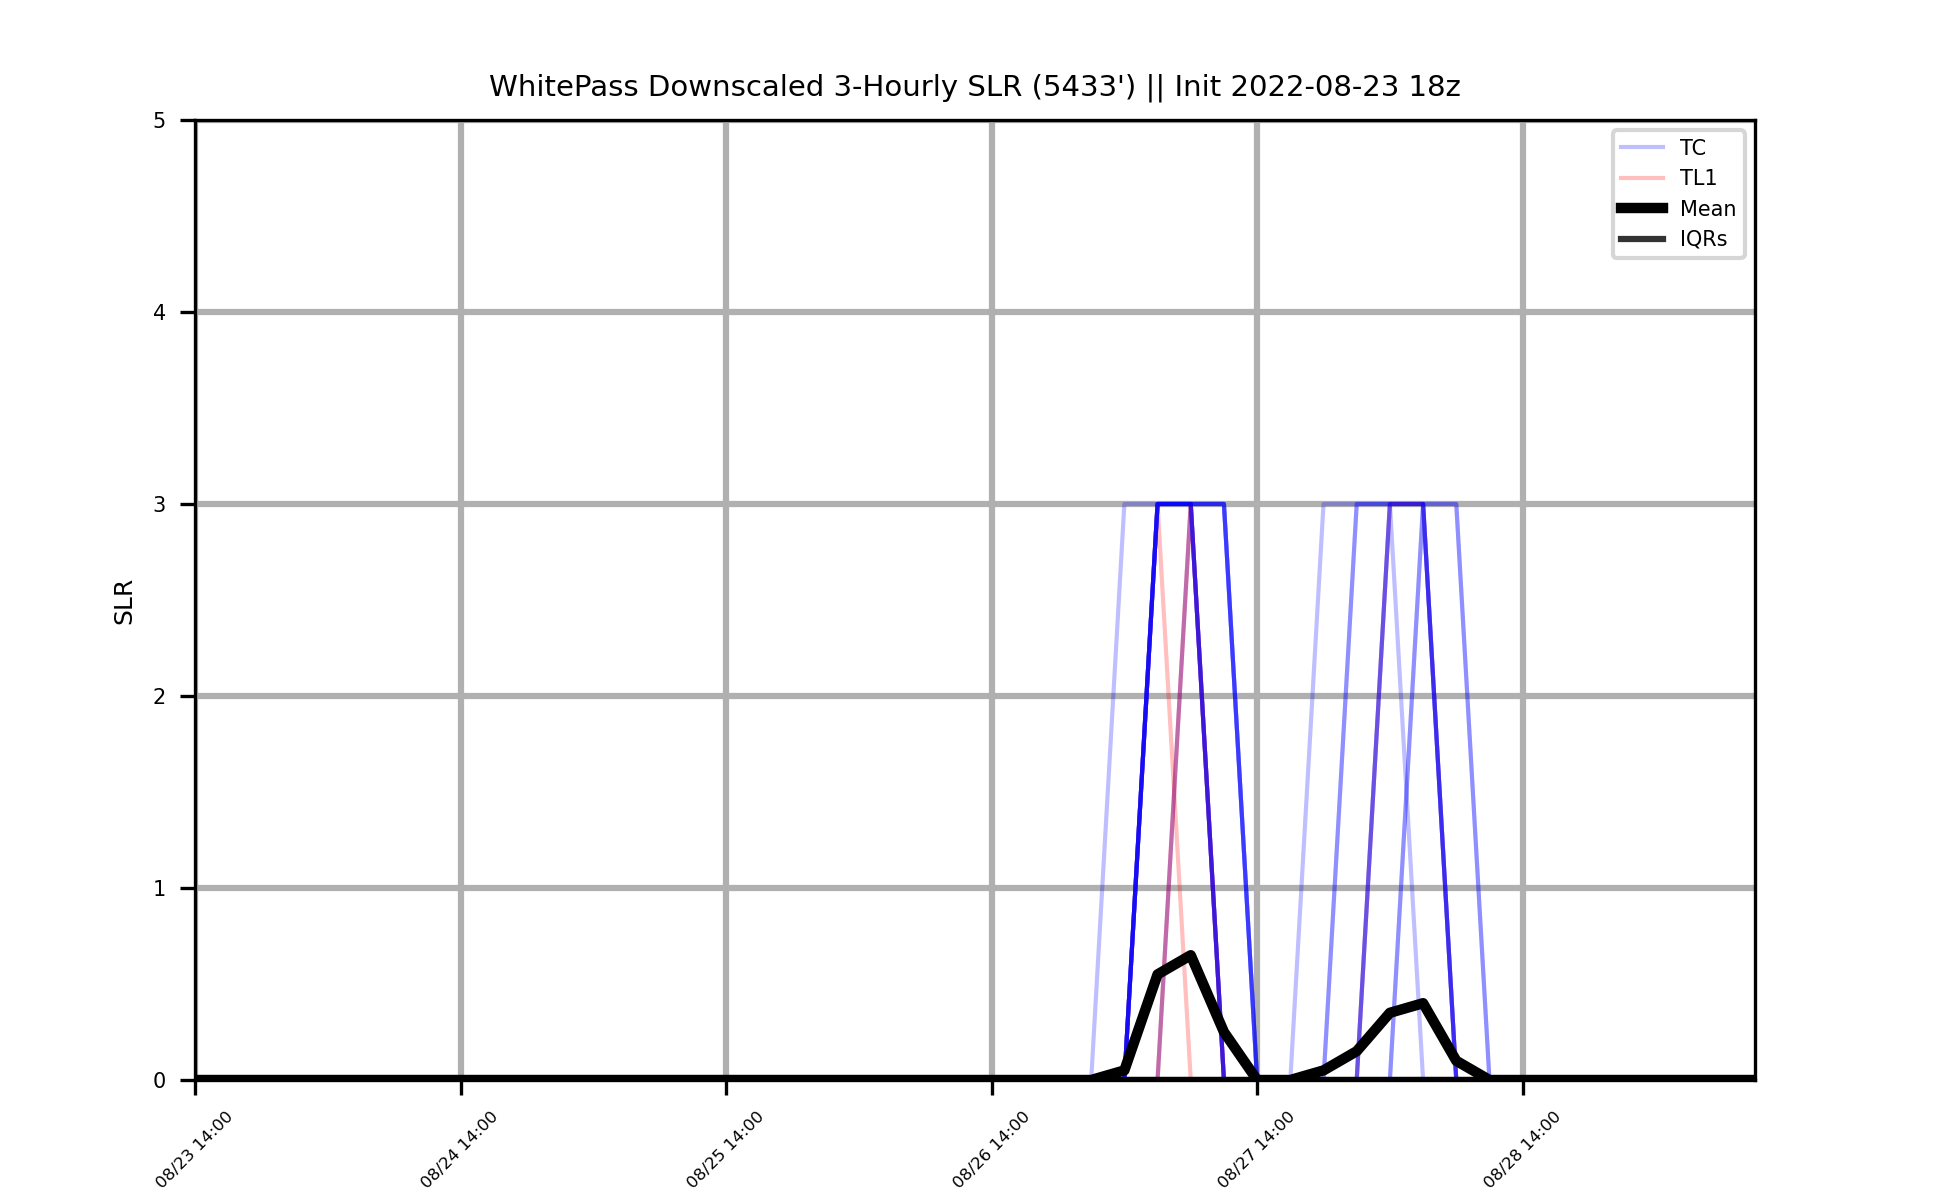 WhitePass Downscaled 3-Hourly SLR (5433') || Init 2022-08-23 18z
TC
TL1
Mean
IQRs
SLR
5
4
3
2
1
0
08/23 14:00
08/24 14:00
08/25 14:00
08/26 14:00
08/27 14:00
08/28 14:00